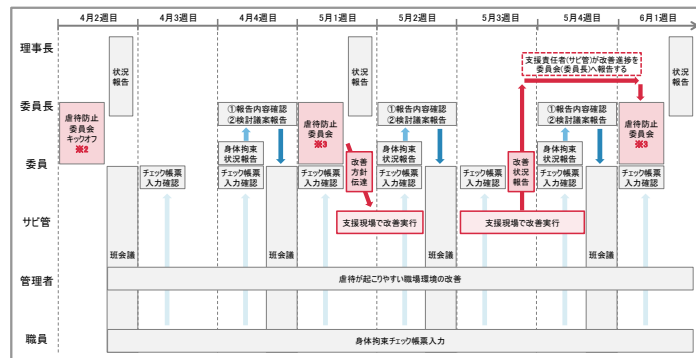 4月2週目 4月3週目 4月4週目 5月1週目 5月2週目 5月3週目 5月4週目 6月1週目
理事長
状況
報告
状況
報告
支援責任者(サビ管)が改善進捗を
委員会(委員長)へ報告する
状況
報告
委員長
虐待防止
委員会
キックオフ
※2
①報告内容確認
②検討議案報告
虐待防止
委員会
※3
①報告内容確認
②検討議案報告
①報告内容確認
②検討議案報告
虐待防止
委員会
※3
委員
チェック帳票
入力確認
身体拘束
状況報告
チェック帳票
入力確認
チェック帳票
入力確認
改善
方針
伝達
身体拘束
状況報告
チェック帳票
入力確認
チェック帳票
入力確認
改善
状況
報告
身体拘束
状況報告
チェック帳票
入力確認
チェック帳票
入力確認
サビ管
支援現場で改善実行
支援現場で改善実行
班会議
班会議
班会議
班会議
管理者
虐待が起こりやすい職場環境の改善
職員
身体拘束チェック帳票入力